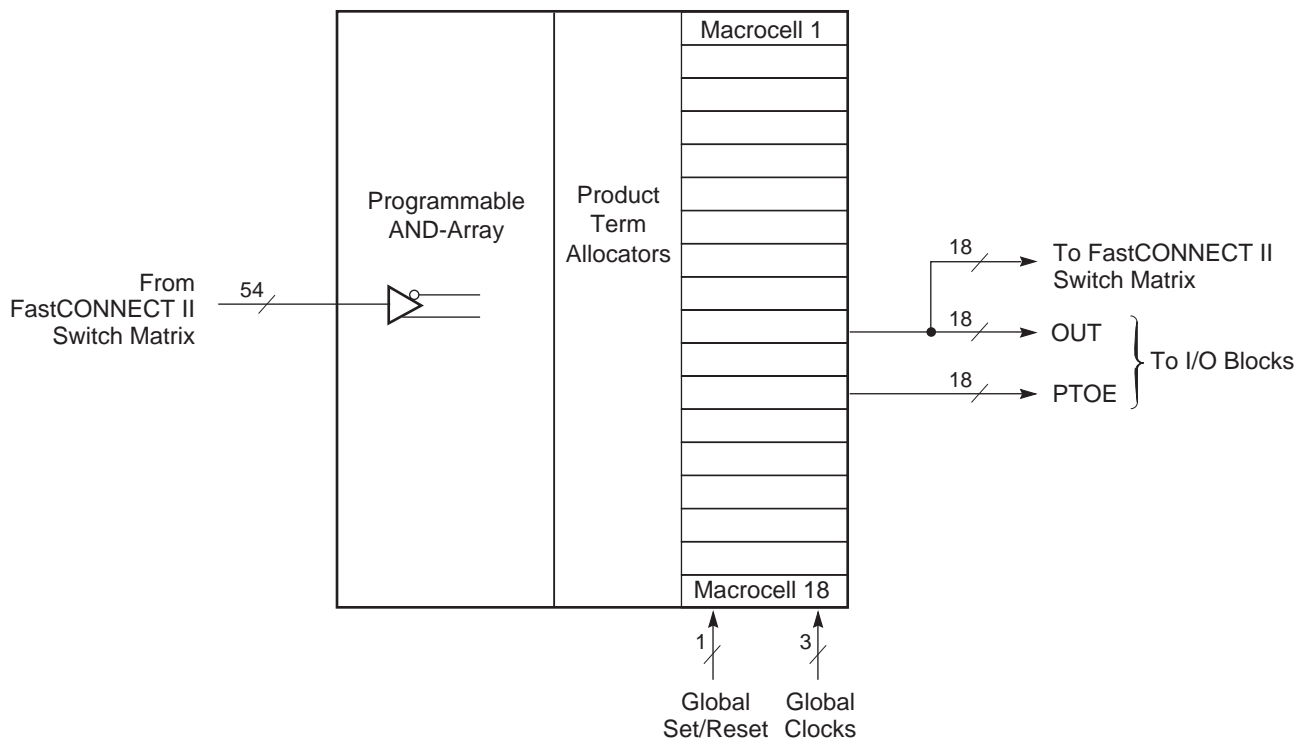 Macrocell 1
Programmable
AND-Array
Product
Term
Allocators
From
FastCONNECT II
Switch Matrix
54
18
To FastCONNECT II
Switch Matrix
18
OUT
18
PTOE
To I/O Blocks
Macrocell 18
1
3
Global
Set/Reset
Global
Clocks